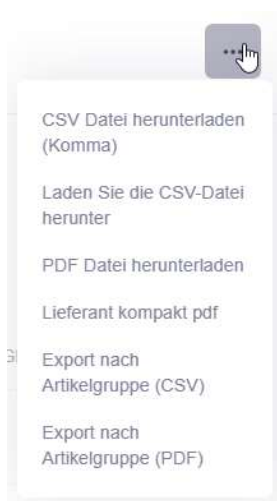 CSV Datei herunterladen
(Komma)
Laden Sie die CSV-Datei
herunter
PDF Datei herunterladen
Lieferant kompakt pdf
Export nach
Artikelgruppe (CSV)
Export nach
Artikelgruppe (PDF)